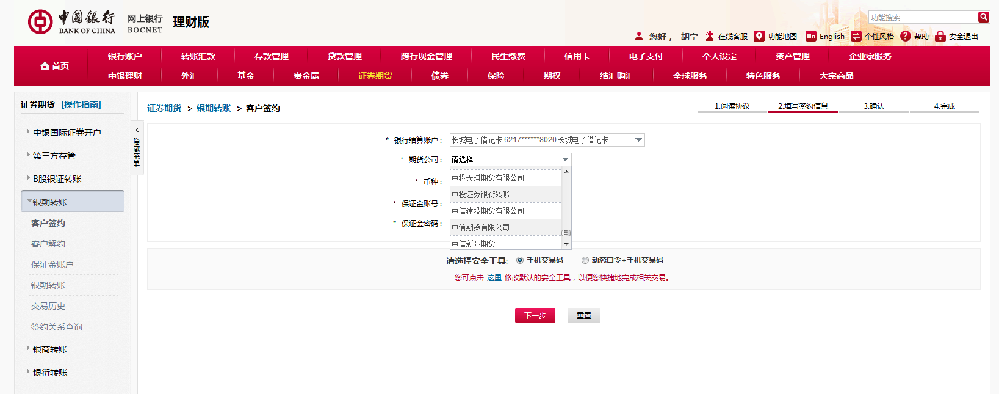 中国银行 BANK OF CHINA 网上银行 BOCNET 理财版
功能搜索
您好， 胡宁 在线客服 功能地图 En English 个性风格 帮助 安全退出
首页
银行账户 转账汇款 存款管理 贷款管理 跨行现金管理 民生缴费 信用卡 电子支付 个人设定 资产管理 企业家服务
中银理财 外汇 基金 贵金属 证券期货 债券 保险 期权 结汇购汇 全球服务 特色服务 大宗商品
证券期货 [操作指南]
中银国际证券开户
第三方存管
B股银证转账
银期转账
客户签约
客户解约
保证金账户
银期转账
交易历史
签约关系查询
银商转账
银衍转账
< 隐藏菜单
证券期货 > 银期转账 > 客户签约
1.阅读协议 2.填写签约信息 3.确认 4.完成
* 银行结算账户： 长城电子借记卡 6217******8020 长城电子借记卡
* 期货公司： 请选择
中投天琪期货有限公司
* 币种：
中投证券银衍转账
* 保证金账号：
中信建投期货有限公司
* 保证金密码：
中信期货有限公司
中信新际期货
请选择安全工具: 手机交易码 动态口令+手机交易码
您可点击 这里 修改默认的安全工具，以便您快捷地完成相关交易。
下一步 重置